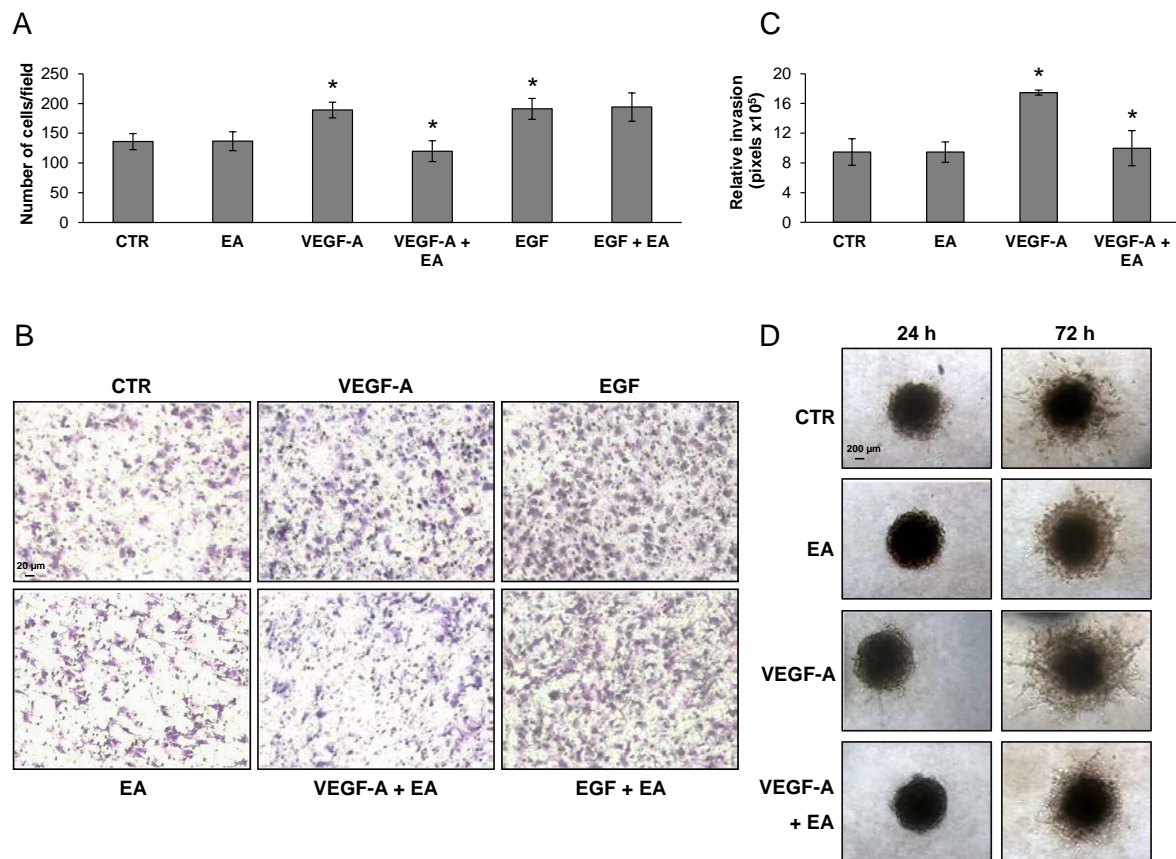 A
Number of cells/field
250
200
150
100
50
0
*
*
*
CTR
EA
VEGF-A
VEGF-A +
EA
EGF
EGF + EA
C
Relative invasion
(pixels x10⁵)
20
16
12
8
4
0
*
*
CTR
EA
VEGF-A
VEGF-A +
EA
B
CTR
VEGF-A
EGF
20 µm
EA
VEGF-A + EA
EGF + EA
D
24 h
72 h
CTR
200 µm
EA
VEGF-A
VEGF-A
+ EA